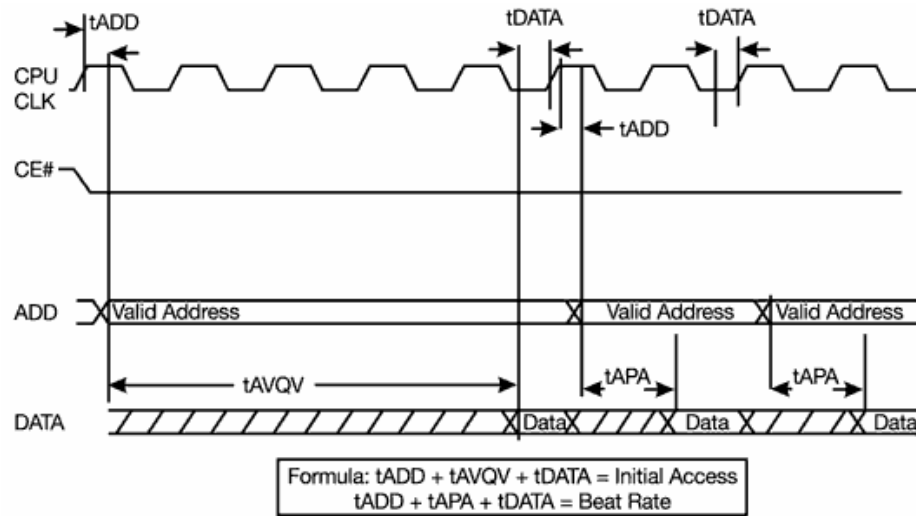 tADD
tDATA
tDATA
CPU
CLK
tADD
CE#
ADD
Valid Address
Valid Address
Valid Address
tAVQV
tAPA
tAPA
DATA
Data
Data
Data
Formula: tADD + tAVQV + tDATA = Initial Access
tADD + tAPA + tDATA = Beat Rate